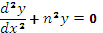 d²y/dx² + n²y = 0